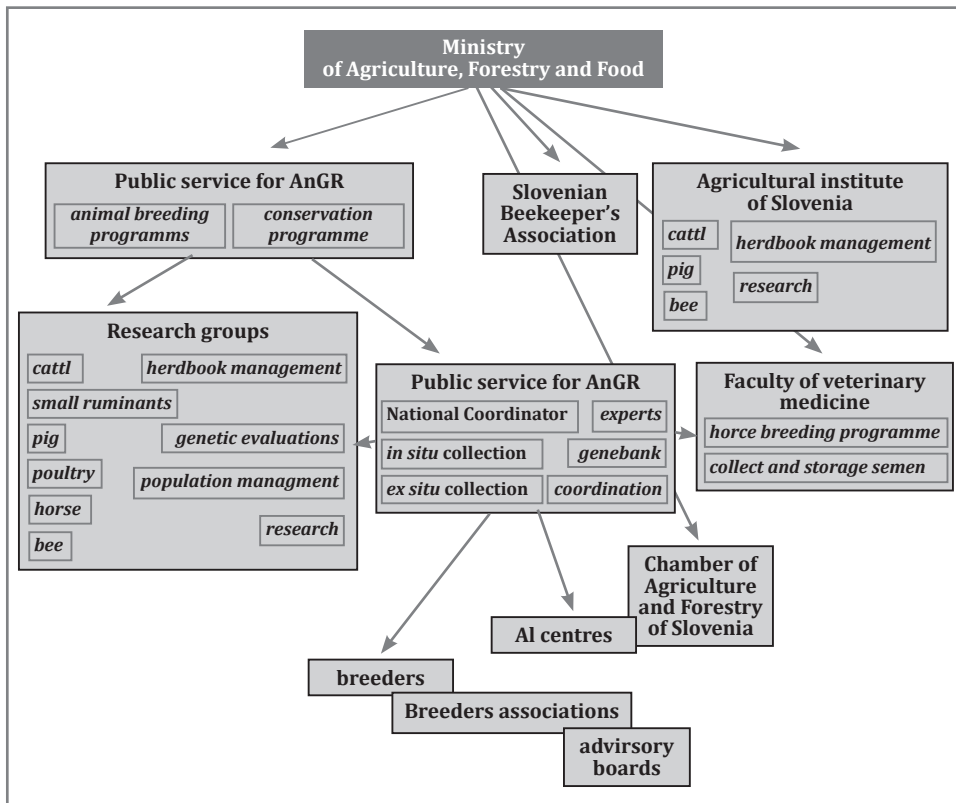 Ministry
of Agriculture, Forestry and Food
Public service for AnGR
animal breeding
programms
conservation
programme
Slovenian
Beekeeper's
Association
Agricultural institute
of Slovenia
cattl
herdbook management
pig
research
bee
Research groups
cattl
herdbook management
small ruminants
pig
genetic evaluations
poultry
population managment
horse
research
bee
Public service for AnGR
National Coordinator
experts
in situ collection
genebank
ex situ collection
coordination
Faculty of veterinary
medicine
horce breeding programme
collect and storage semen
Chamber of
Agriculture
and Forestry
of Slovenia
Al centres
breeders
Breeders associations
advirsory
boards